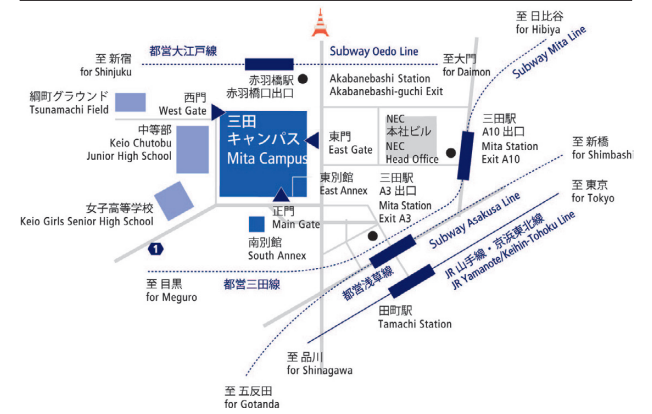 至 日比谷
for Hibiya
Subway Mita Line
都営大江戸線
Subway Oedo Line
至 新宿
for Shinjuku
至大門
for Daimon
赤羽橋駅
赤羽橋口出口
Akabanebashi Station
Akabanebashi-guchi Exit
綱町グラウンド
Tsunamachi Field
西門
West Gate
三田
キャンパス
Mita Campus
東門
East Gate
NEC
本社ビル
NEC
Head Office
三田駅
A10 出口
Mita Station
Exit A10
中等部
Keio Chutobu
Junior High School
至 新橋
for Shimbashi
東別館
East Annex
三田駅
A3 出口
Mita Station
Exit A3
至 東京
for Tokyo
女子高等学校
Keio Girls Senior High School
正門
Main Gate
南別館
South Annex
Subway Asakusa Line
JR 山手線・京浜東北線
JR Yamanote/Keihin-Tohoku Line
1
至 目黒
for Meguro
都営三田線
都営浅草線
田町駅
Tamachi Station
至 品川
for Shinagawa
至 五反田
for Gotanda